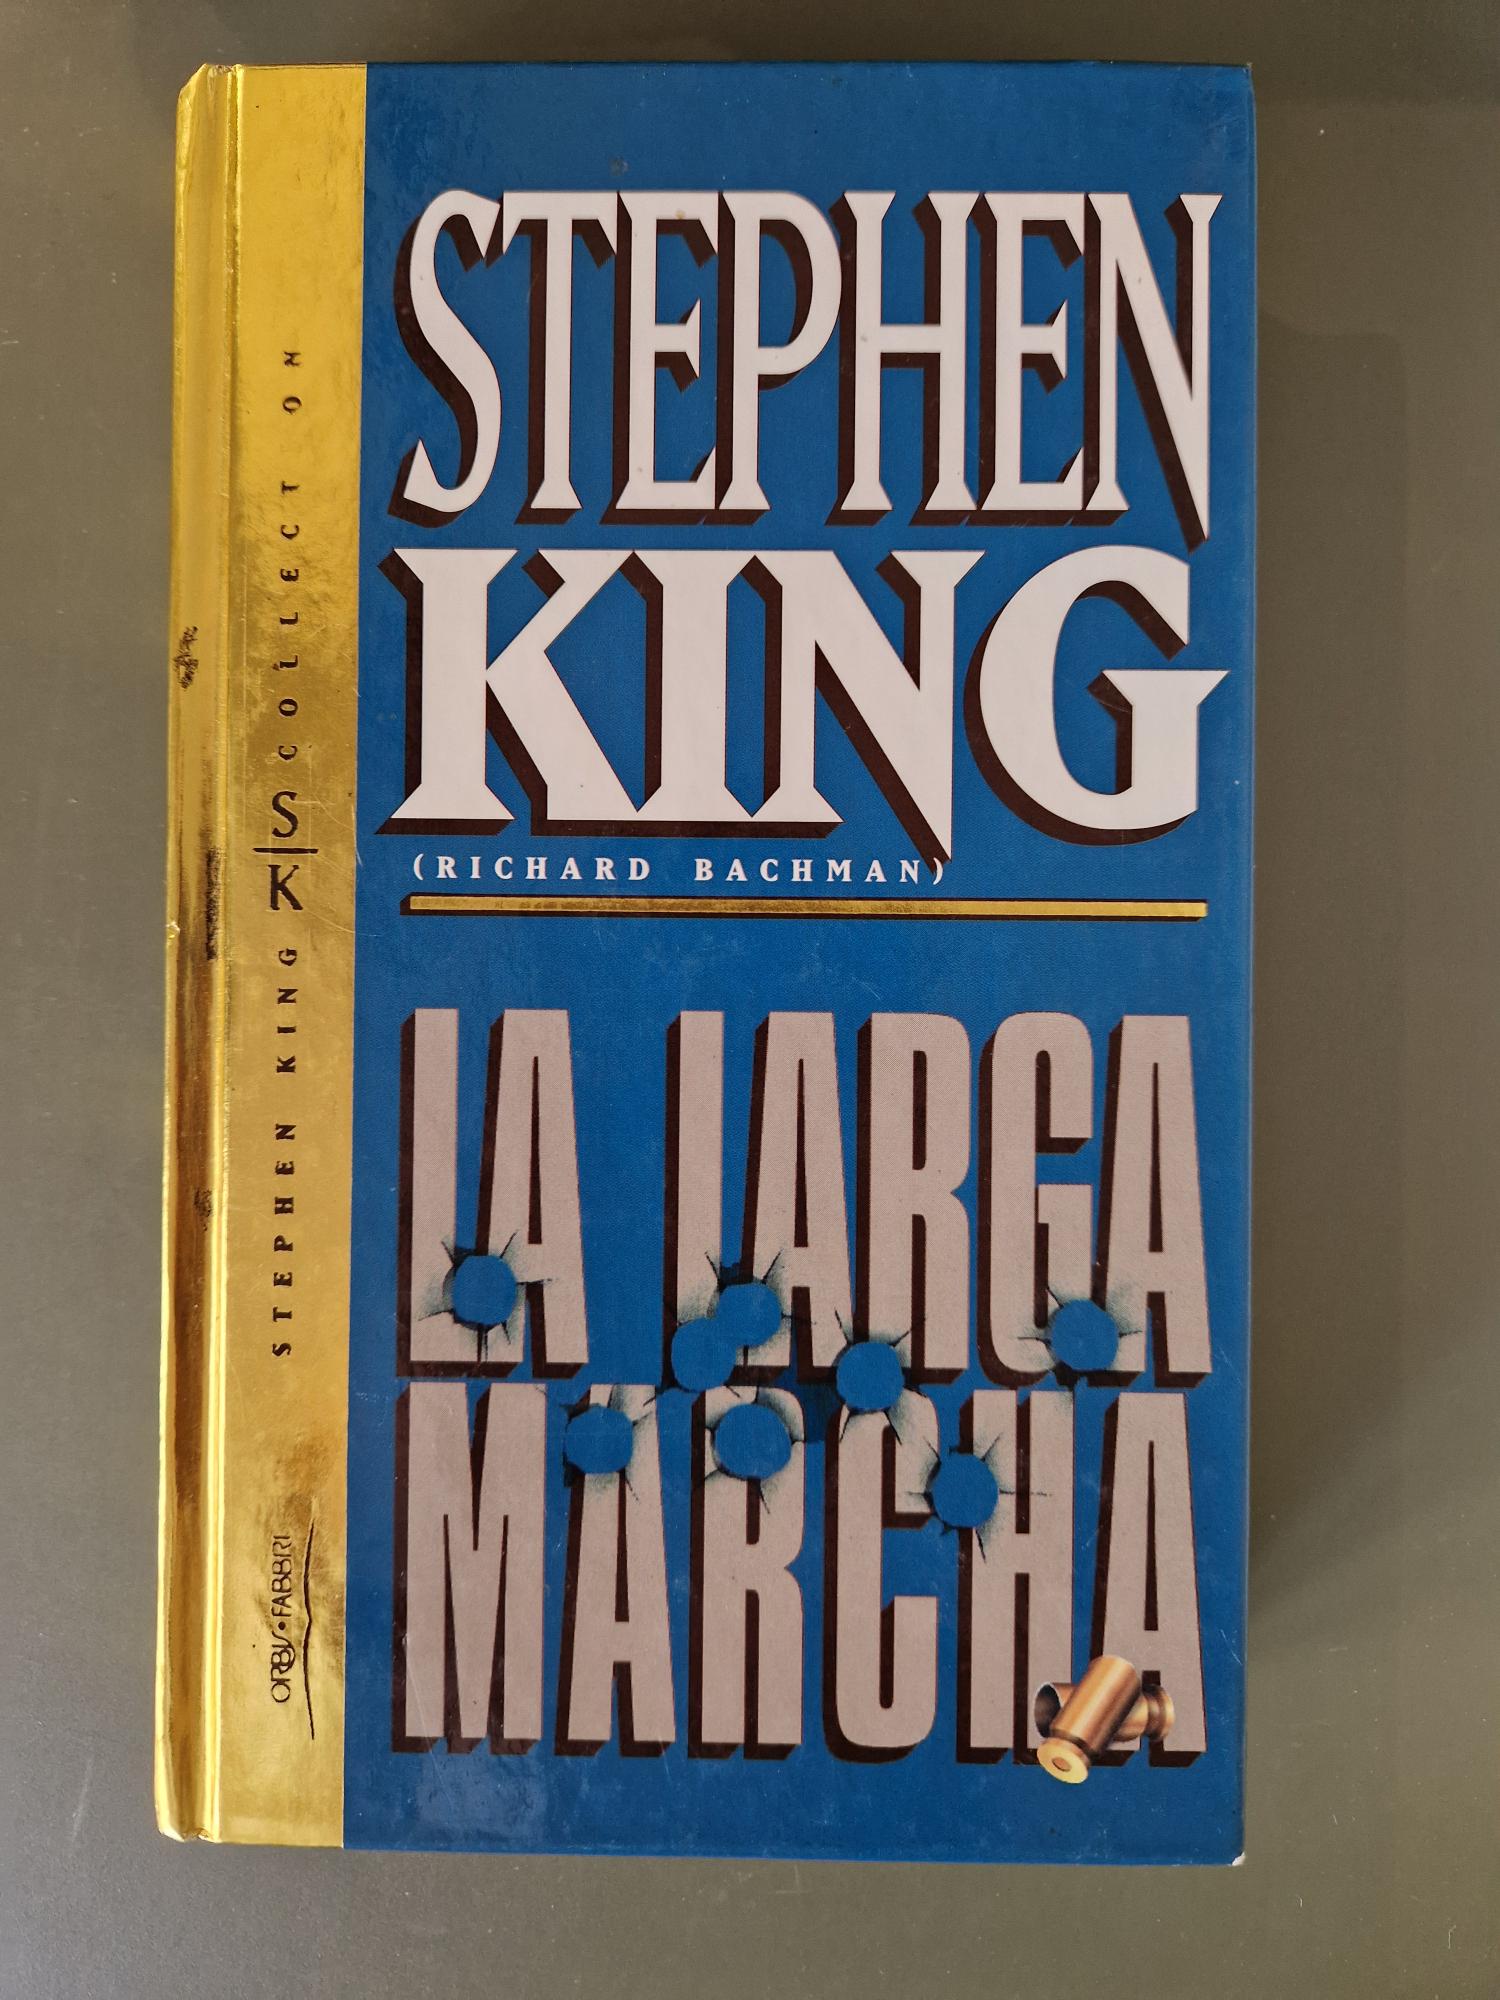 STEPHEN
KING
(RICHARD BACHMAN)
LA LARGA
MARCHA
STEPHEN KING S|K COLLECTION
ORBIS • FABBRI